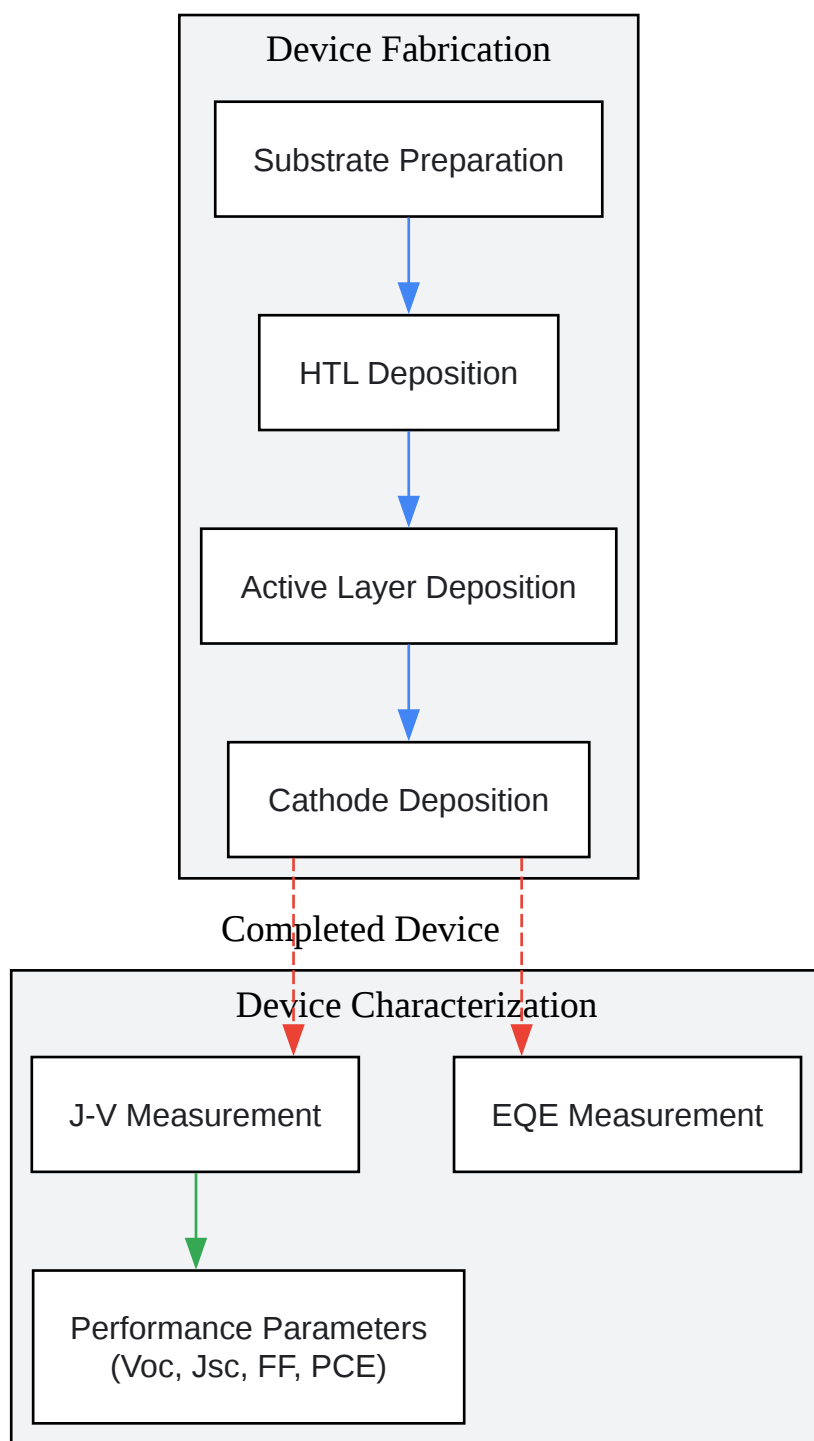 Device Fabrication
Substrate Preparation
HTL Deposition
Active Layer Deposition
Cathode Deposition
Completed Device
Device Characterization
J-V Measurement
EQE Measurement
Performance Parameters
(Voc, Jsc, FF, PCE)